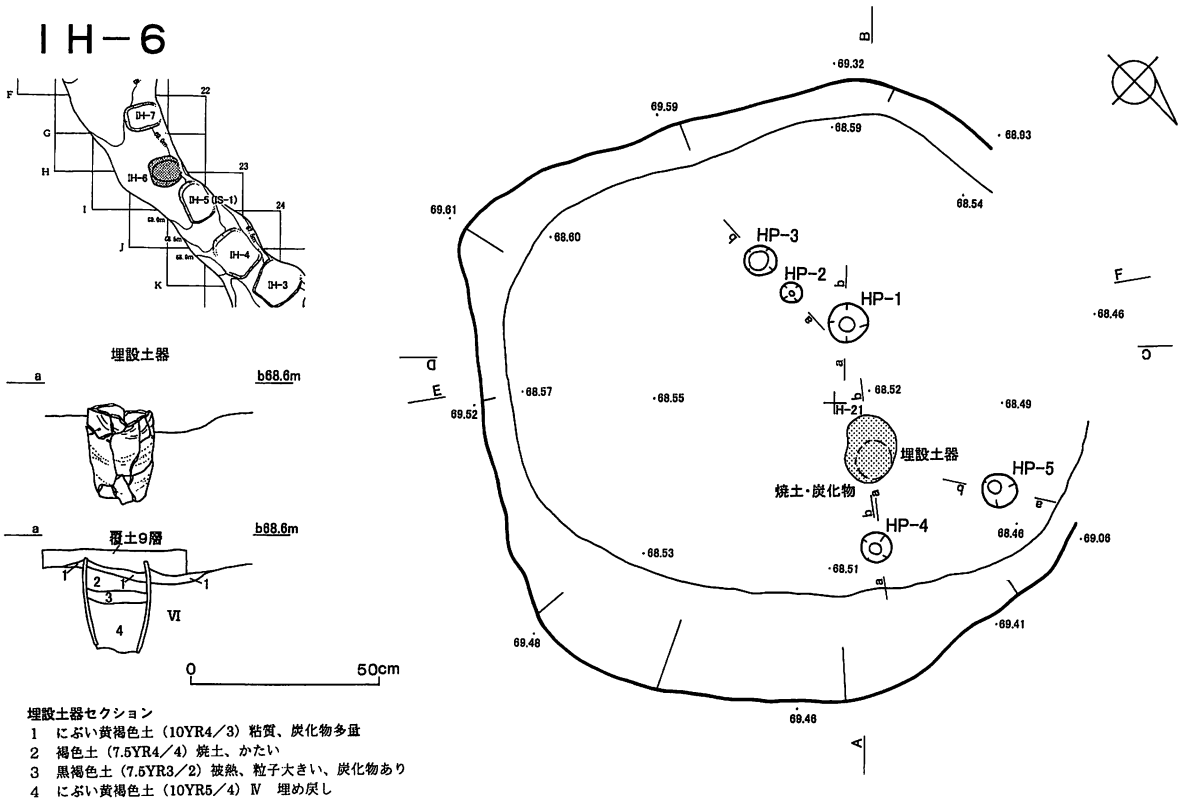 IH-6
F
G
H
I
J
K
22
23
24
IH-7
IH-6
IH-5 (IS-1)
IH-4
IH-3
68.6m
68.6m
68.8m
埋設土器
a
b68.6m
a
b68.6m
覆土9層
1
2
1
1
3
4
Ⅵ
0
50cm
埋設土器セクション
1 にぶい黄褐色土（10YR4／3）粘質、炭化物多量
2 褐色土（7.5YR4／4）焼土、かたい
3 黒褐色土（7.5YR3／2）被熱、粒子大きい、炭化物あり
4 にぶい黄褐色土（10YR5／4）Ⅳ 埋め戻し
B
69.32
69.59
68.59
68.93
69.61
68.60
68.54
b
HP-3
HP-2
b
HP-1
a
a
F
68.46
C
D
E
69.52
68.57
68.55
b
68.52
H-21
68.49
埋設土器
焼土・炭化物
a
b
HP-5
b
a
HP-4
68.46
69.06
68.53
68.51
a
69.48
69.41
69.46
A